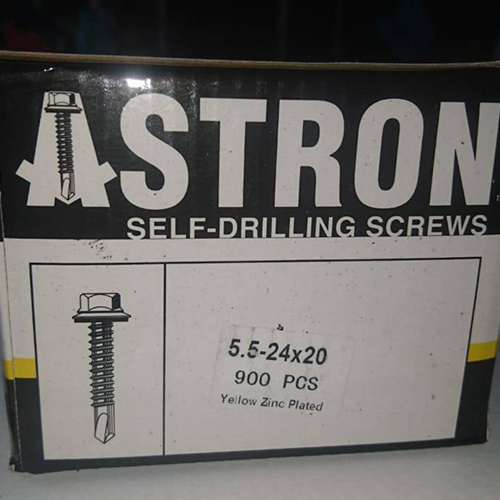 ASTRON
SELF-DRILLING SCREWS
5.5-24x20
900 PCS
Yellow Zinc Plated